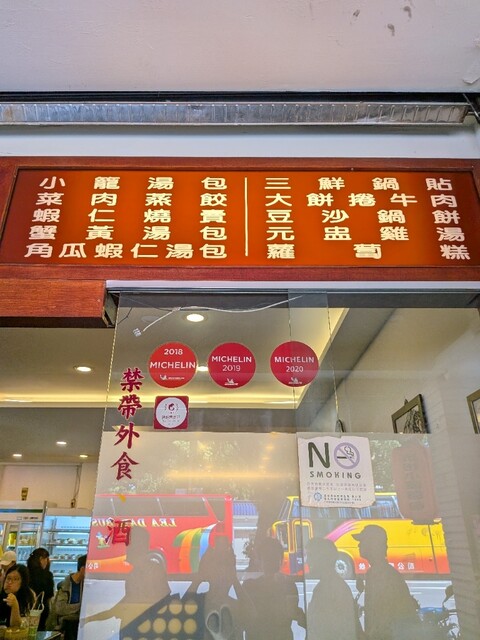 小籠湯包
菜肉蒸餃
蝦仁燒賣
蟹黃湯包
角瓜蝦仁湯包
三鮮鍋貼
大餅捲牛肉
豆沙鍋餅
元盅雞湯
蘿蔔糕
2018
MICHELIN
MICHELIN
2019
MICHELIN
2020
禁帶外食
酒
NO
SMOKING